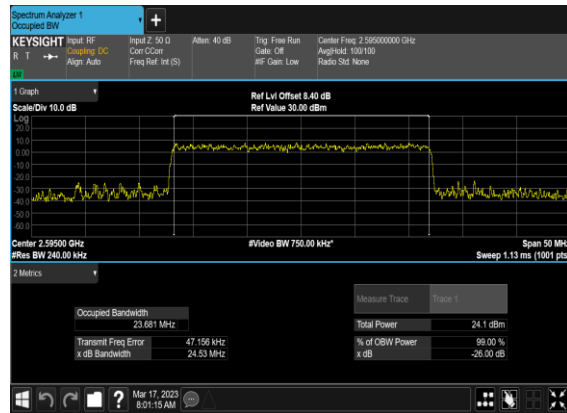 Spectrum Analyzer 1
Occupied BW
+
KEYSIGHT Input: RF Input Z: 50 Ω Atten: 40 dB Trig: Free Run Center Freq: 2.595000000 GHz
R T Coupling: DC Corr CCorr Gate: Off Avg|Hold: 100/100
Align: Auto Freq Ref: Int (S) #IF Gain: Low Radio Std: None
1 Graph
Ref Lvl Offset 8.40 dB
Scale/Div 10.0 dB Ref Value 30.00 dBm
Log
20.0
10.0
0.00
-10.0
-20.0
-30.0
-40.0
-50.0
-60.0
Center 2.59500 GHz #Video BW 750.00 kHz* Span 50 MHz
#Res BW 240.00 kHz Sweep 1.13 ms (1001 pts
2 Metrics
Measure Trace Trace 1
Occupied Bandwidth
23.681 MHz Total Power 24.1 dBm
Transmit Freq Error 47.156 kHz % of OBW Power 99.00 %
x dB Bandwidth 24.53 MHz x dB -26.00 dB
? Mar 17, 2023
8:01:15 AM